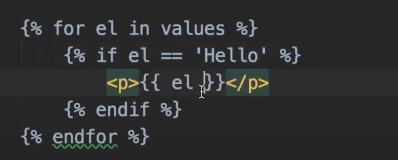 {% for el in values %}
{% if el == 'Hello' %}
<p>{{ el }}</p>
{% endif %}
{% endfor %}